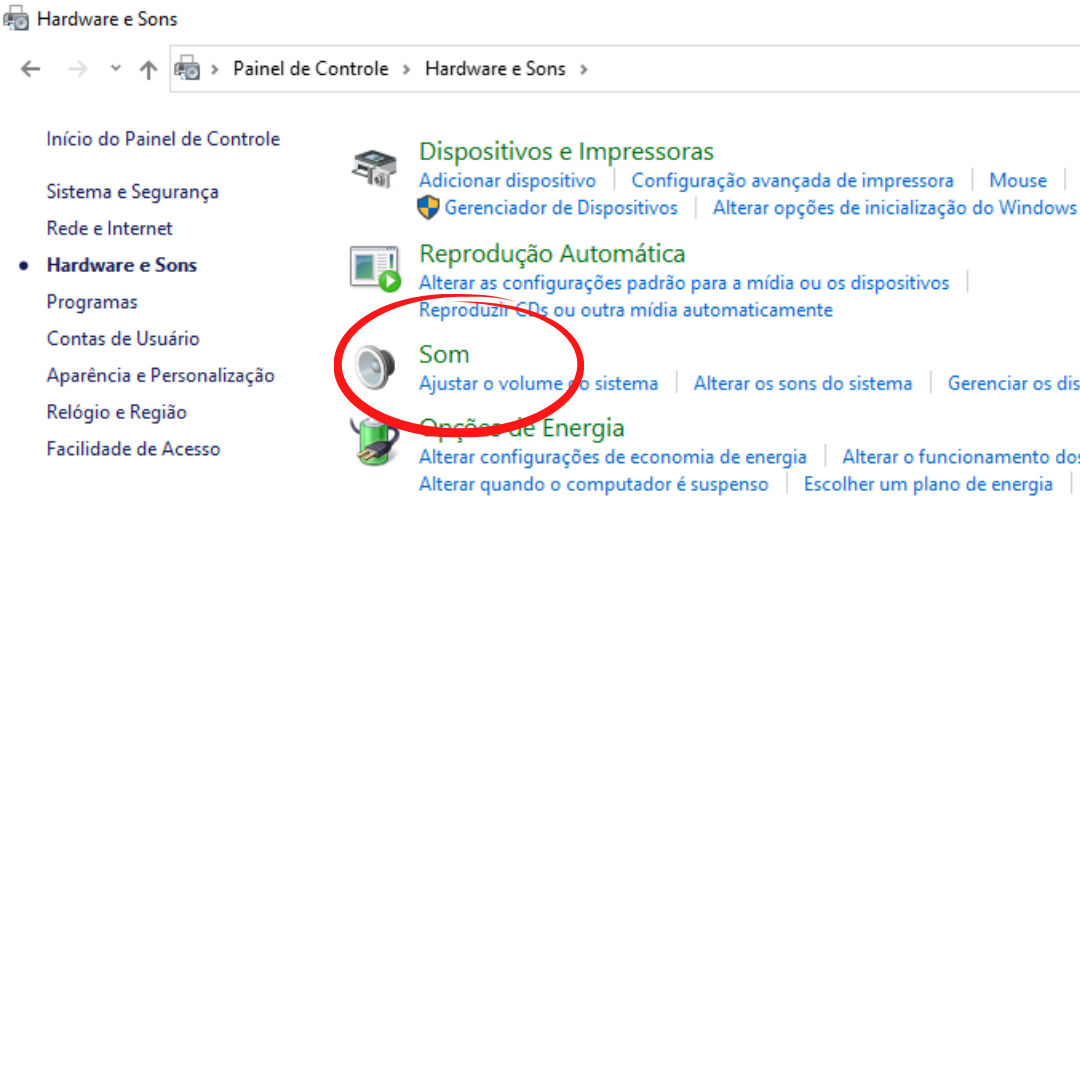 Hardware e Sons
Painel de Controle > Hardware e Sons >
Início do Painel de Controle
Sistema e Segurança
Rede e Internet
Hardware e Sons
Programas
Contas de Usuário
Aparência e Personalização
Relógio e Região
Facilidade de Acesso
Dispositivos e Impressoras
Adicionar dispositivo | Configuração avançada de impressora | Mouse |
Gerenciador de Dispositivos | Alterar opções de inicialização do Windows
Reprodução Automática
Alterar as configurações padrão para a mídia ou os dispositivos |
Reproduzir CDs ou outra mídia automaticamente
Som
Ajustar o volume do sistema | Alterar os sons do sistema | Gerenciar os dis
Opções de Energia
Alterar configurações de economia de energia | Alterar o funcionamento dos
Alterar quando o computador é suspenso | Escolher um plano de energia |